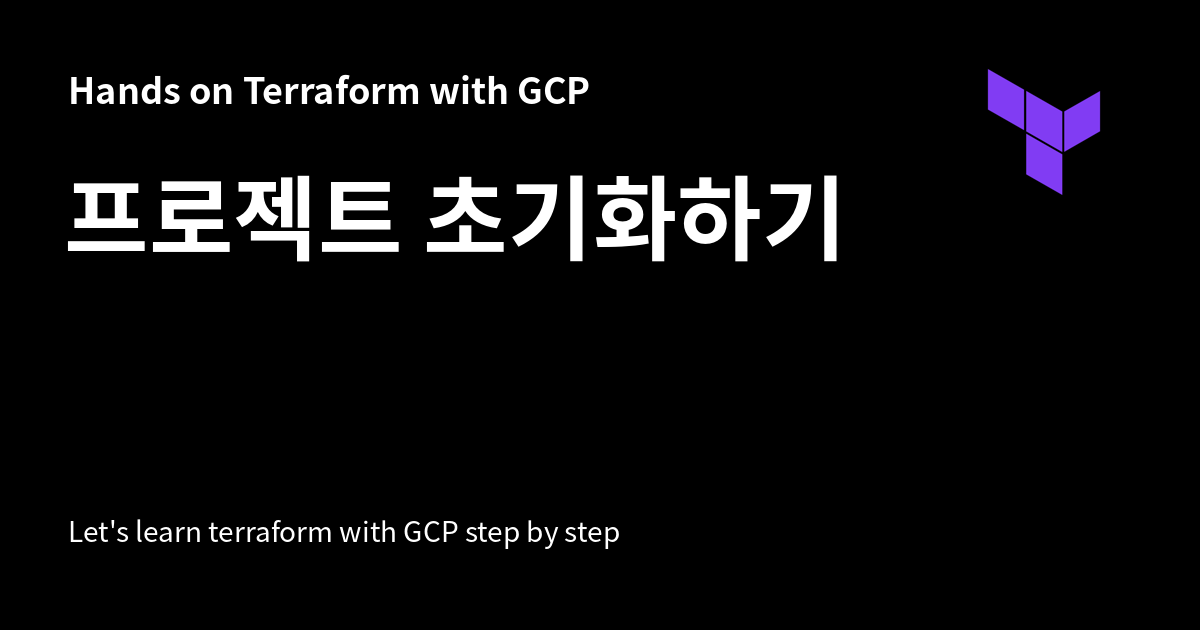 Hands on Terraform with GCP
프로젝트 초기화하기
Let's learn terraform with GCP step by step